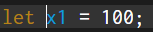 let x1 = 100;